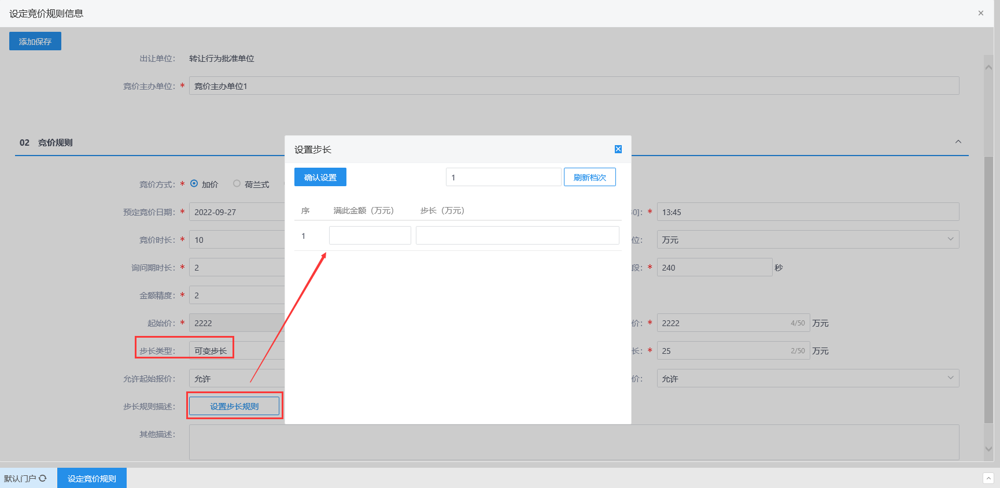 设定竞价规则信息
添加保存
出让单位： 转让行为批准单位
竞价主办单位：* 竞价主办单位1
02 竞价规则
设置步长
确认设置 1 刷新档次
序 满此金额（万元） 步长（万元）
1
竞价方式：* 加价 荷兰式
预定竞价日期：* 2022-09-27 30]：* 13:45
竞价时长：* 10 位： 万元
询问期时长：* 2 段：* 240 秒
金额精度：* 2
起始价：* 2222 价：* 2222 4/50 万元
步长类型： 可变步长 长：* 25 2/50 万元
允许起始报价： 允许 价： 允许
步长规则描述： 设置步长规则
其他描述：
默认门户 设定竞价规则